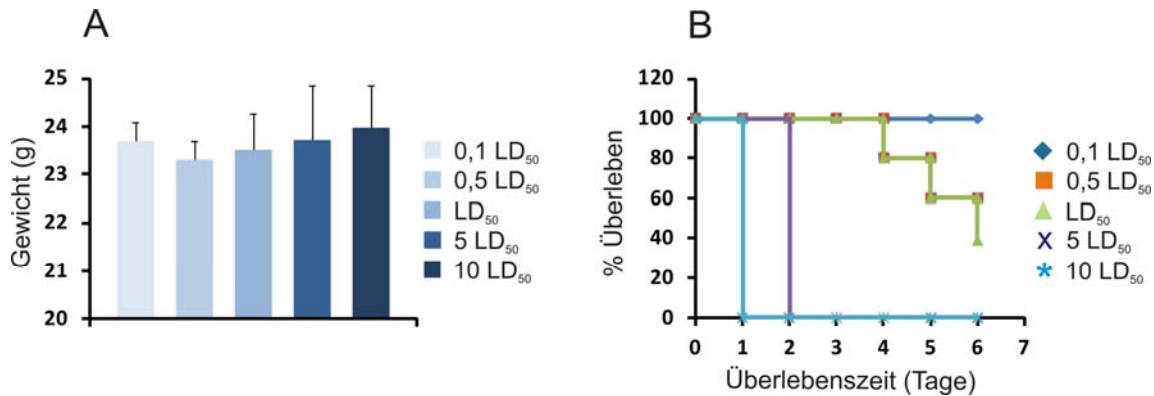 A
Gewicht (g)
25
24
23
22
21
20
0,1 LD₅₀
0,5 LD₅₀
LD₅₀
5 LD₅₀
10 LD₅₀
B
% Überleben
120
100
80
60
40
20
0
0 1 2 3 4 5 6 7
Überlebenszeit (Tage)
0,1 LD₅₀
0,5 LD₅₀
LD₅₀
5 LD₅₀
10 LD₅₀